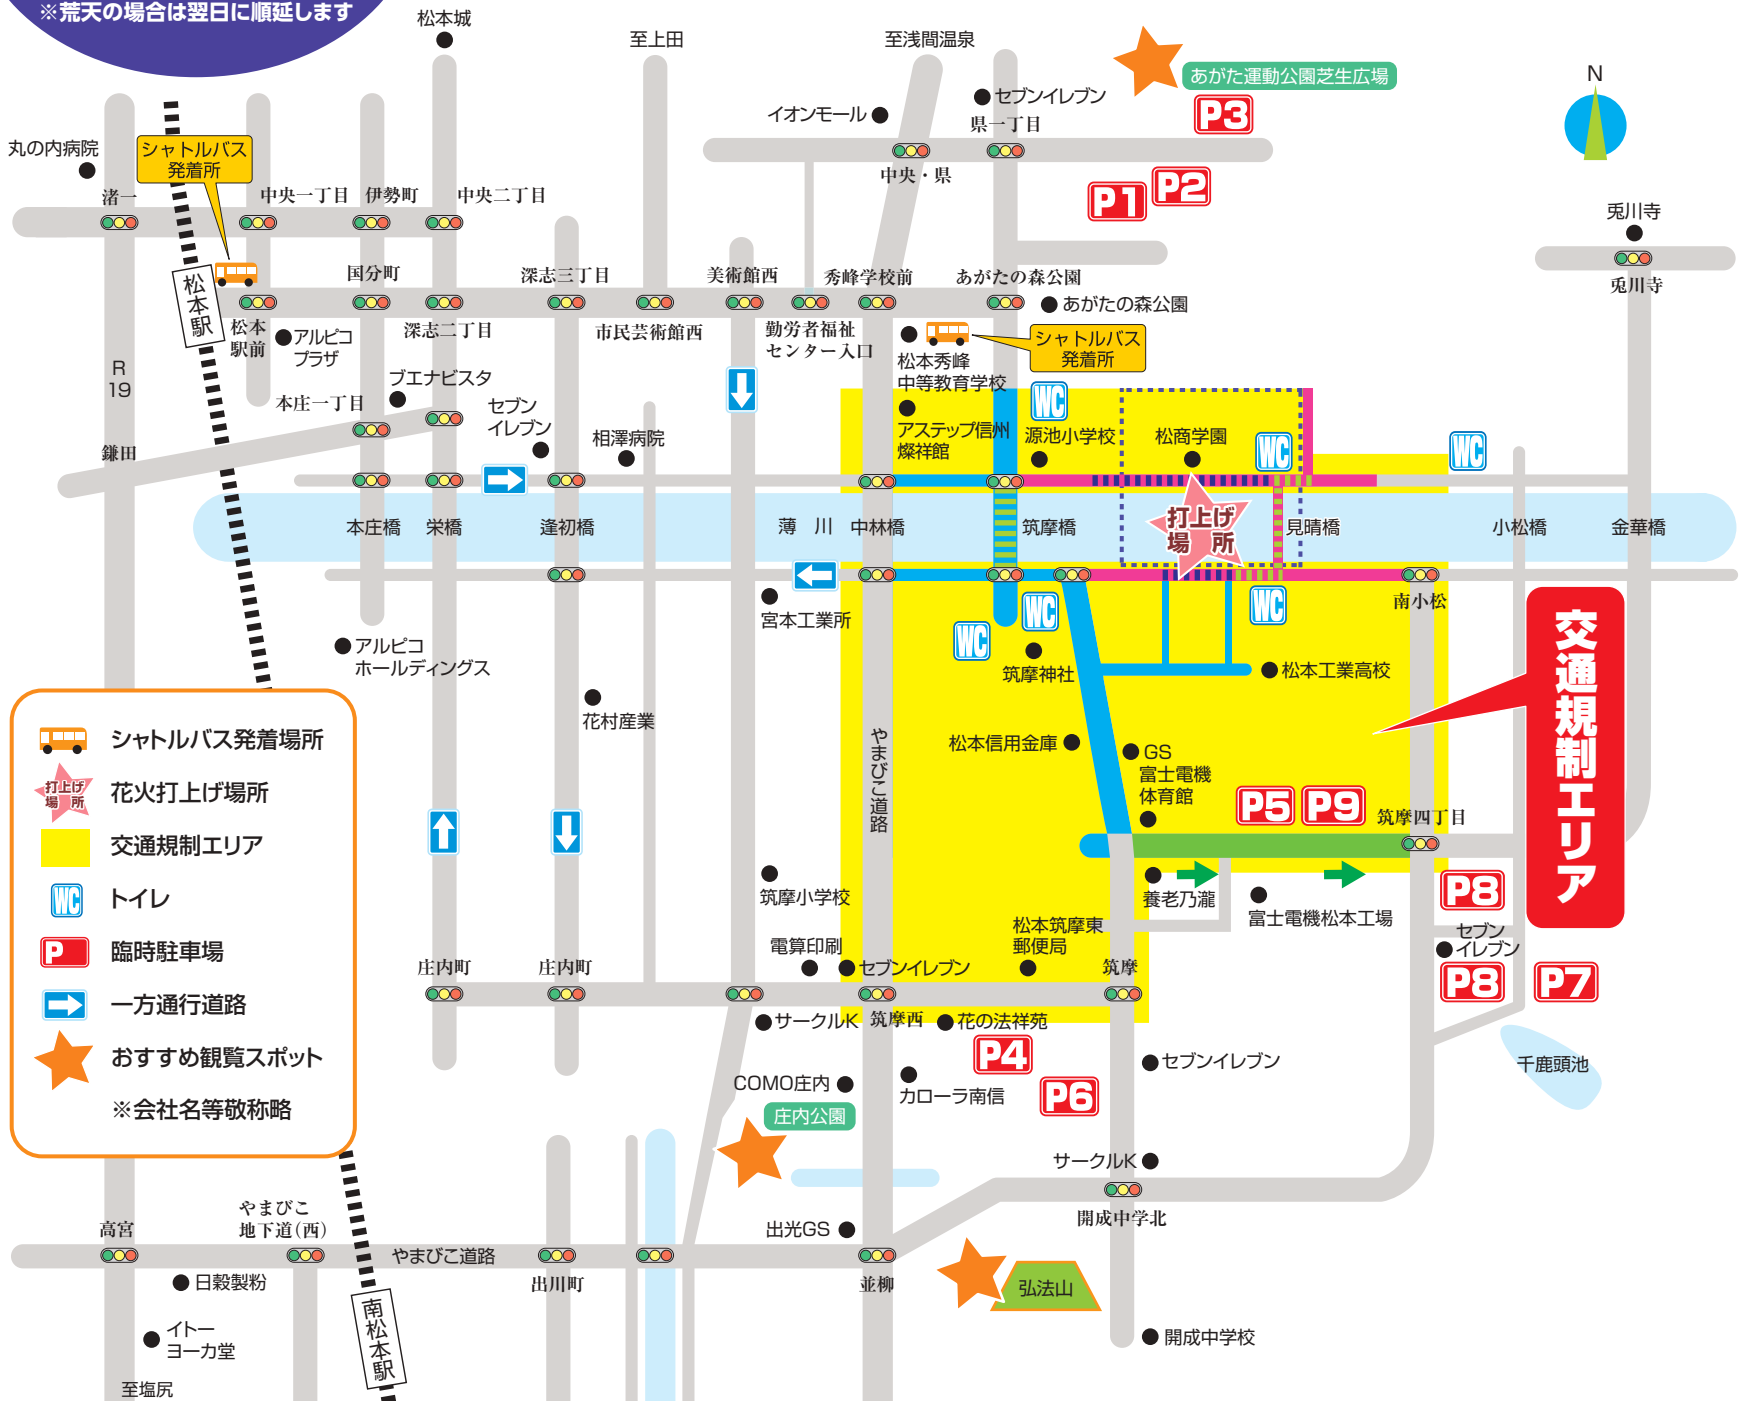 ※荒天の場合は翌日に順延します
松本城
至上田
至浅間温泉
あがた運動公園芝生広場
N
セブンイレブン
イオンモール
県一丁目
P3
丸の内病院
シャトルバス
発着所
中央・県
P1
P2
渚一
中央一丁目
伊勢町
中央二丁目
兎川寺
兎川寺
国分町
深志三丁目
美術館西
秀峰学校前
あがたの森公園
あがたの森公園
松本駅
松本
駅前
アルピコ
プラザ
深志二丁目
市民芸術館西
勤労者福祉
センター入口
シャトルバス
発着所
松本秀峰
中等教育学校
R
19
ブエナビスタ
本庄一丁目
セブン
イレブン
相澤病院
アステップ信州
燦祥館
WC
源池小学校
松商学園
WC
WC
鎌田
本庄橋
栄橋
逢初橋
薄 川
中林橋
筑摩橋
打上げ
場 所
見晴橋
小松橋
金華橋
宮本工業所
WC
WC
WC
南小松
アルピコ
ホールディングス
筑摩神社
松本工業高校
交通規制エリア
花村産業
やまびこ道路
松本信用金庫
GS
富士電機
体育館
P5
P9
筑摩四丁目
シャトルバス発着場所
打上げ
場 所
花火打上げ場所
交通規制エリア
WC
トイレ
P
臨時駐車場
一方通行道路
おすすめ観覧スポット
※会社名等敬称略
筑摩小学校
養老乃瀧
富士電機松本工場
P8
セブン
イレブン
P8
P7
松本筑摩東
郵便局
電算印刷
セブンイレブン
庄内町
庄内町
筑摩
サークルK
筑摩西
花の法祥苑
P4
セブンイレブン
千鹿頭池
COMO庄内
カローラ南信
P6
庄内公園
サークルK
開成中学北
高宮
やまびこ
地下道(西)
やまびこ道路
出光GS
日穀製粉
出川町
並柳
弘法山
イトー
ヨーカ堂
南松本駅
開成中学校
至塩尻